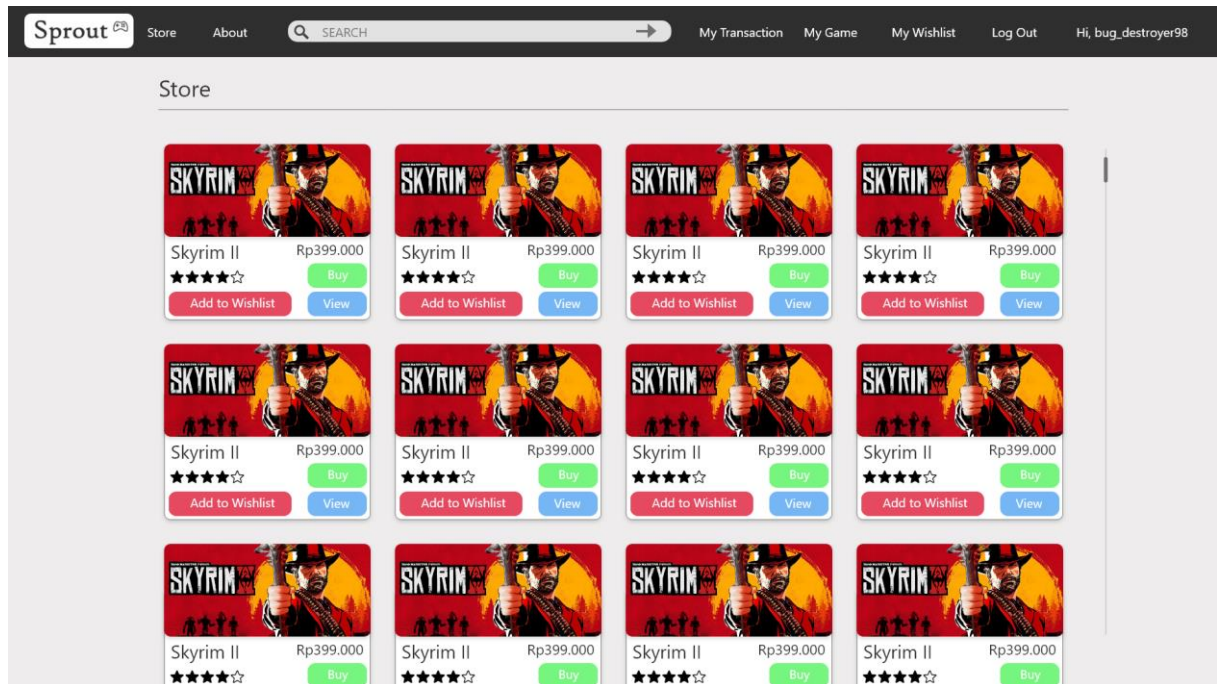 Sprout Store About SEARCH My Transaction My Game My Wishlist Log Out Hi, bug_destroyer98
Store
SKYRIM SKYRIM SKYRIM SKYRIM
Skyrim II Rp399.000 Skyrim II Rp399.000 Skyrim II Rp399.000 Skyrim II Rp399.000
Buy Buy Buy Buy
Add to Wishlist View Add to Wishlist View Add to Wishlist View Add to Wishlist View
SKYRIM SKYRIM SKYRIM SKYRIM
Skyrim II Rp399.000 Skyrim II Rp399.000 Skyrim II Rp399.000 Skyrim II Rp399.000
Buy Buy Buy Buy
Add to Wishlist View Add to Wishlist View Add to Wishlist View Add to Wishlist View
SKYRIM SKYRIM SKYRIM SKYRIM
Skyrim II Rp399.000 Skyrim II Rp399.000 Skyrim II Rp399.000 Skyrim II Rp399.000
Buy Buy Buy Buy